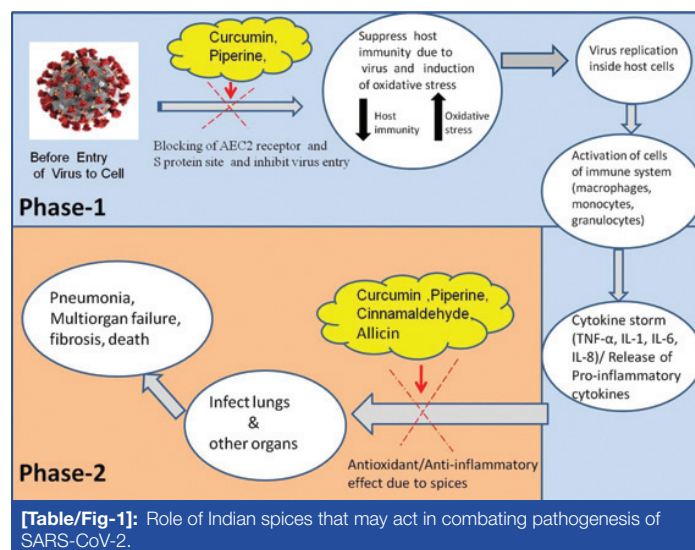 Curcumin,
Piperine,
Before Entry
of Virus to Cell
Blocking of AEC2 receptor and
S protein site and inhibit virus entry
Suppress host
immunity due to
virus and induction
of oxidative stress
Host
immunity
Oxidative
stress
Virus replication
inside host cells
Activation of cells
of immune system
(macrophages,
monocytes,
granulocytes)
Phase-1
Cytokine storm
(TNF-α, IL-1, IL-6,
IL-8)/ Release of
Pro-inflammatory
cytokines
Curcumin ,Piperine,
Cinnamaldehyde,
Allicin
Antioxidant/Anti-inflammatory
effect due to spices
Infect lungs
&
other organs
Pneumonia,
Multiorgan failure,
fibrosis, death
Phase-2
[Table/Fig-1]: Role of Indian spices that may act in combating pathogenesis of
SARS-CoV-2.